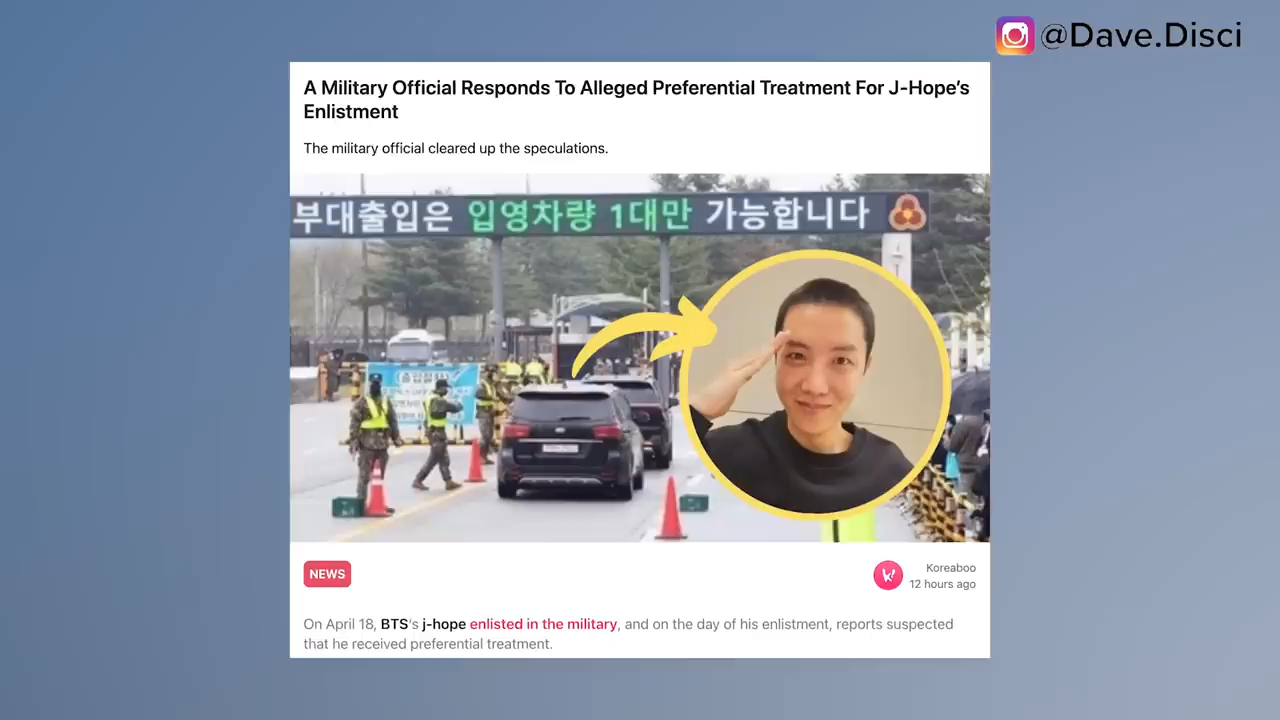 @Dave.Disci
A Military Official Responds To Alleged Preferential Treatment For J-Hope's
Enlistment
The military official cleared up the speculations.
부대출입은 입영차량 1대만 가능합니다
NEWS
Koreaboo
12 hours ago
On April 18, BTS's j-hope enlisted in the military, and on the day of his enlistment, reports suspected
that he received preferential treatment.